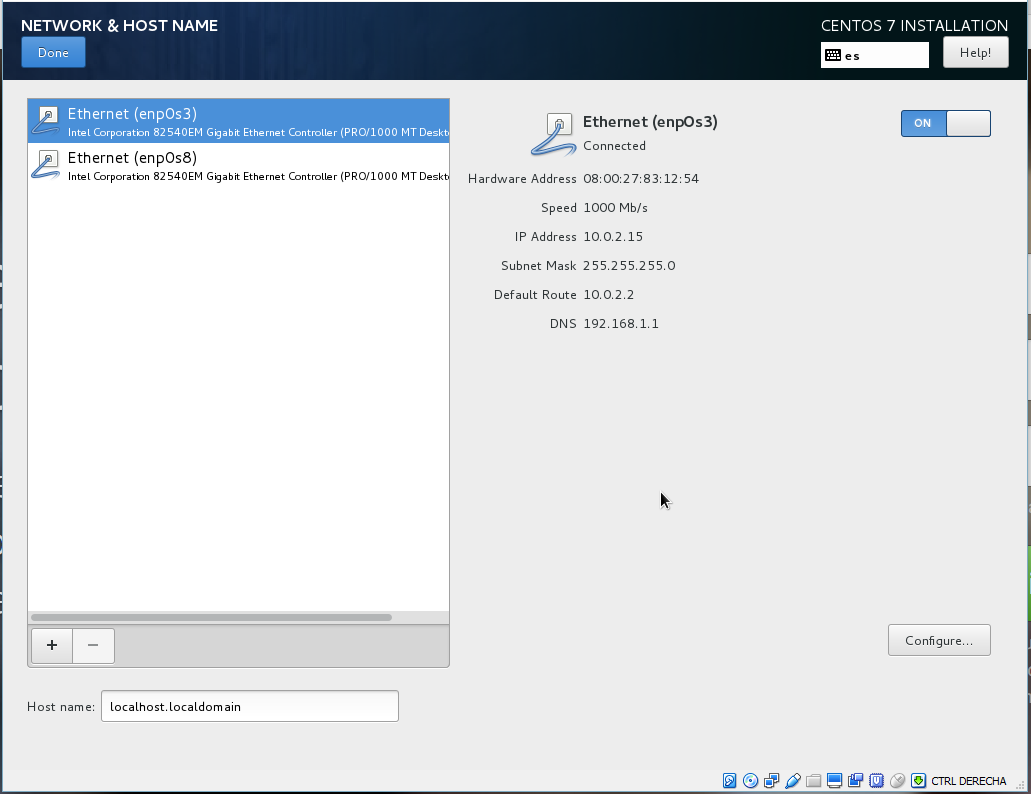 NETWORK & HOST NAME
CENTOS 7 INSTALLATION
Done
es
Help!
Ethernet (enp0s3)
Intel Corporation 82540EM Gigabit Ethernet Controller (PRO/1000 MT Deskto
Ethernet (enp0s8)
Intel Corporation 82540EM Gigabit Ethernet Controller (PRO/1000 MT Deskto
Ethernet (enp0s3)
Connected
ON
Hardware Address 08:00:27:83:12:54
Speed 1000 Mb/s
IP Address 10.0.2.15
Subnet Mask 255.255.255.0
Default Route 10.0.2.2
DNS 192.168.1.1
+ −
Configure...
Host name: localhost.localdomain
CTRL DERECHA